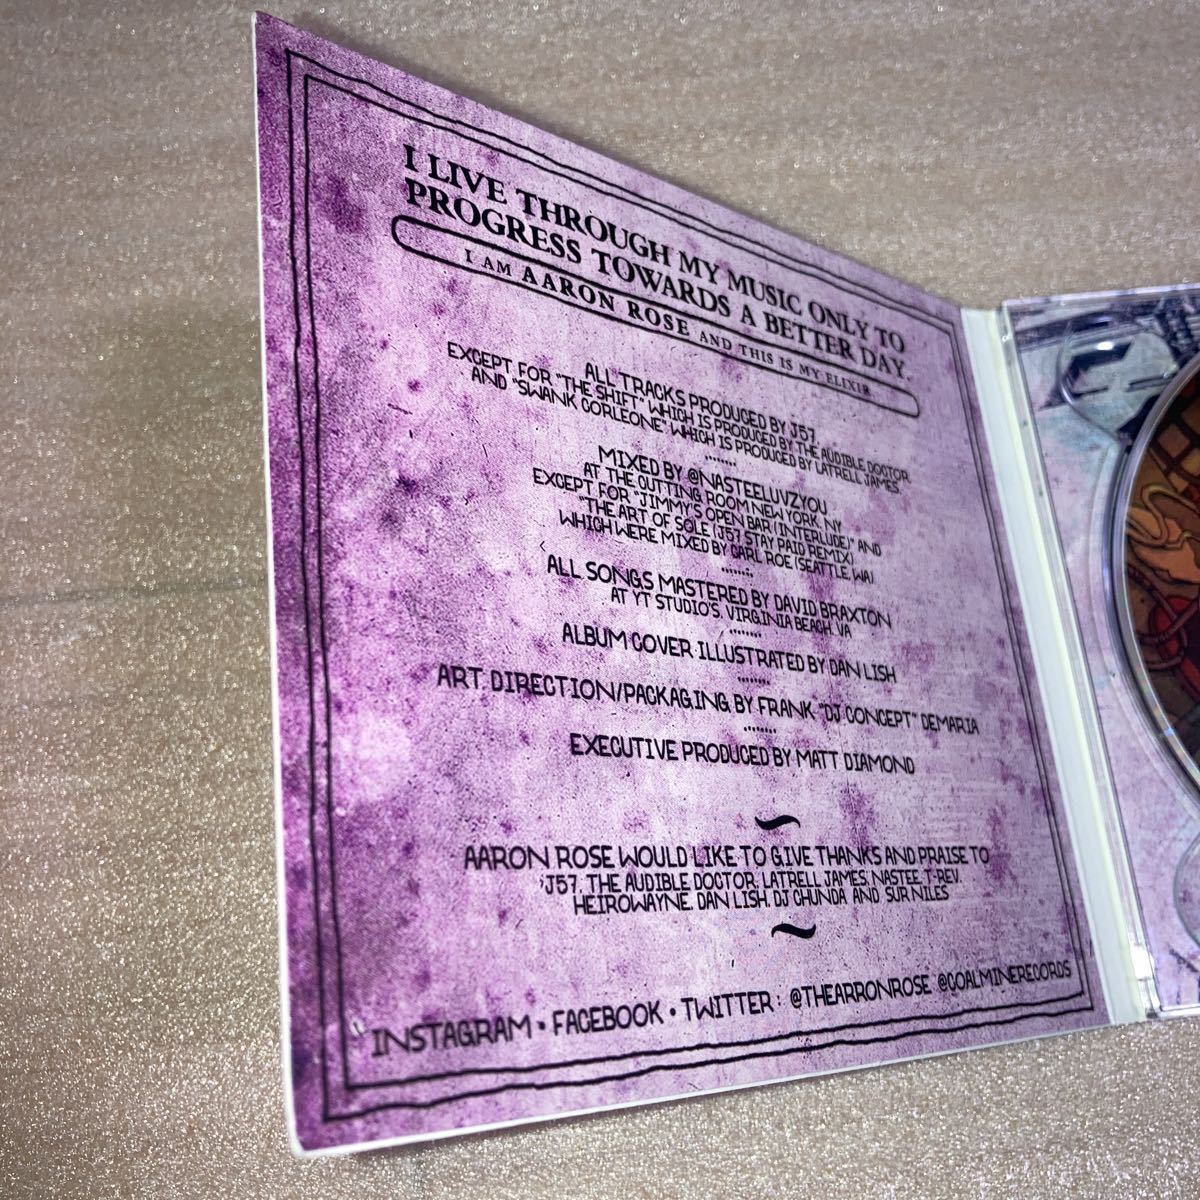 I LIVE THROUGH MY MUSIC ONLY TO
PROGRESS TOWARDS A BETTER DAY.
I AM AARON ROSE AND THIS IS MY ELIXIR
ALL TRACKS PRODUCED BY J57
EXCEPT FOR "THE SHIFT" WHICH IS PRODUCED BY THE AUDIBLE DOCTOR
AND "SWANK CORLEONE" WHICH IS PRODUCED BY LATRELL JAMES.
MIXED BY @NASTEELUVZYOU
AT THE CUTTING ROOM NEW YORK, NY
EXCEPT FOR "JIMMY'S OPEN BAR (INTERLUDE)" AND
"THE ART OF SOLE (J57 STAY PAID REMIX)
WHICH WERE MIXED BY CARL ROE (SEATTLE, WA)
ALL SONGS MASTERED BY DAVID BRAXTON
AT YT STUDIO'S, VIRGINIA BEACH, VA
ALBUM COVER ILLUSTRATED BY DAN LISH
ART DIRECTION/PACKAGING BY FRANK "DJ CONCEPT" DEMARIA
EXECUTIVE PRODUCED BY MATT DIAMOND
AARON ROSE WOULD LIKE TO GIVE THANKS AND PRAISE TO
J57, THE AUDIBLE DOCTOR, LATRELL JAMES, NASTEE, T-REV,
HEIROWAYNE, DAN LISH, DJ CHUNDA AND SUR NILES
INSTAGRAM • FACEBOOK • TWITTER : @THEARRONROSE @COALMINERECORDS